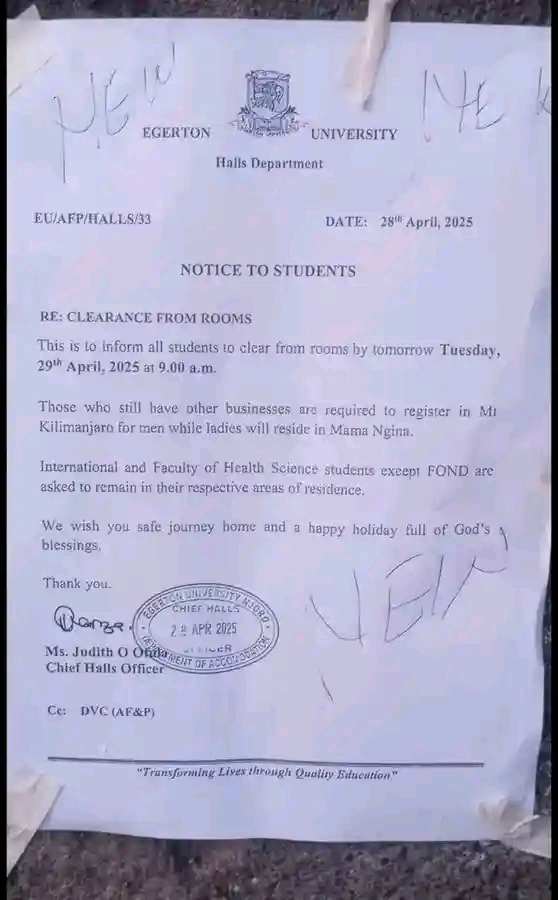 NEW
NEW
EGERTON UNIVERSITY
Halls Department
EU/AFP/HALLS/33 DATE: 28th April, 2025
NOTICE TO STUDENTS
RE: CLEARANCE FROM ROOMS
This is to inform all students to clear from rooms by tomorrow Tuesday,
29th April, 2025 at 9.00 a.m.
Those who still have other businesses are required to register in Mt
Kilimanjaro for men while ladies will reside in Mama Ngina.
International and Faculty of Health Science students except FOND are
asked to remain in their respective areas of residence.
We wish you safe journey home and a happy holiday full of God's
blessings.
NEW
Thank you.
EGERTON UNIVERSITY NJORO
CHIEF HALLS
28 APR 2025
OFFICER
DEPARTMENT OF ACCOMODATION
Ms. Judith O
Chief Halls Officer
Cc: DVC (AF&P)
"Transforming Lives through Quality Education"